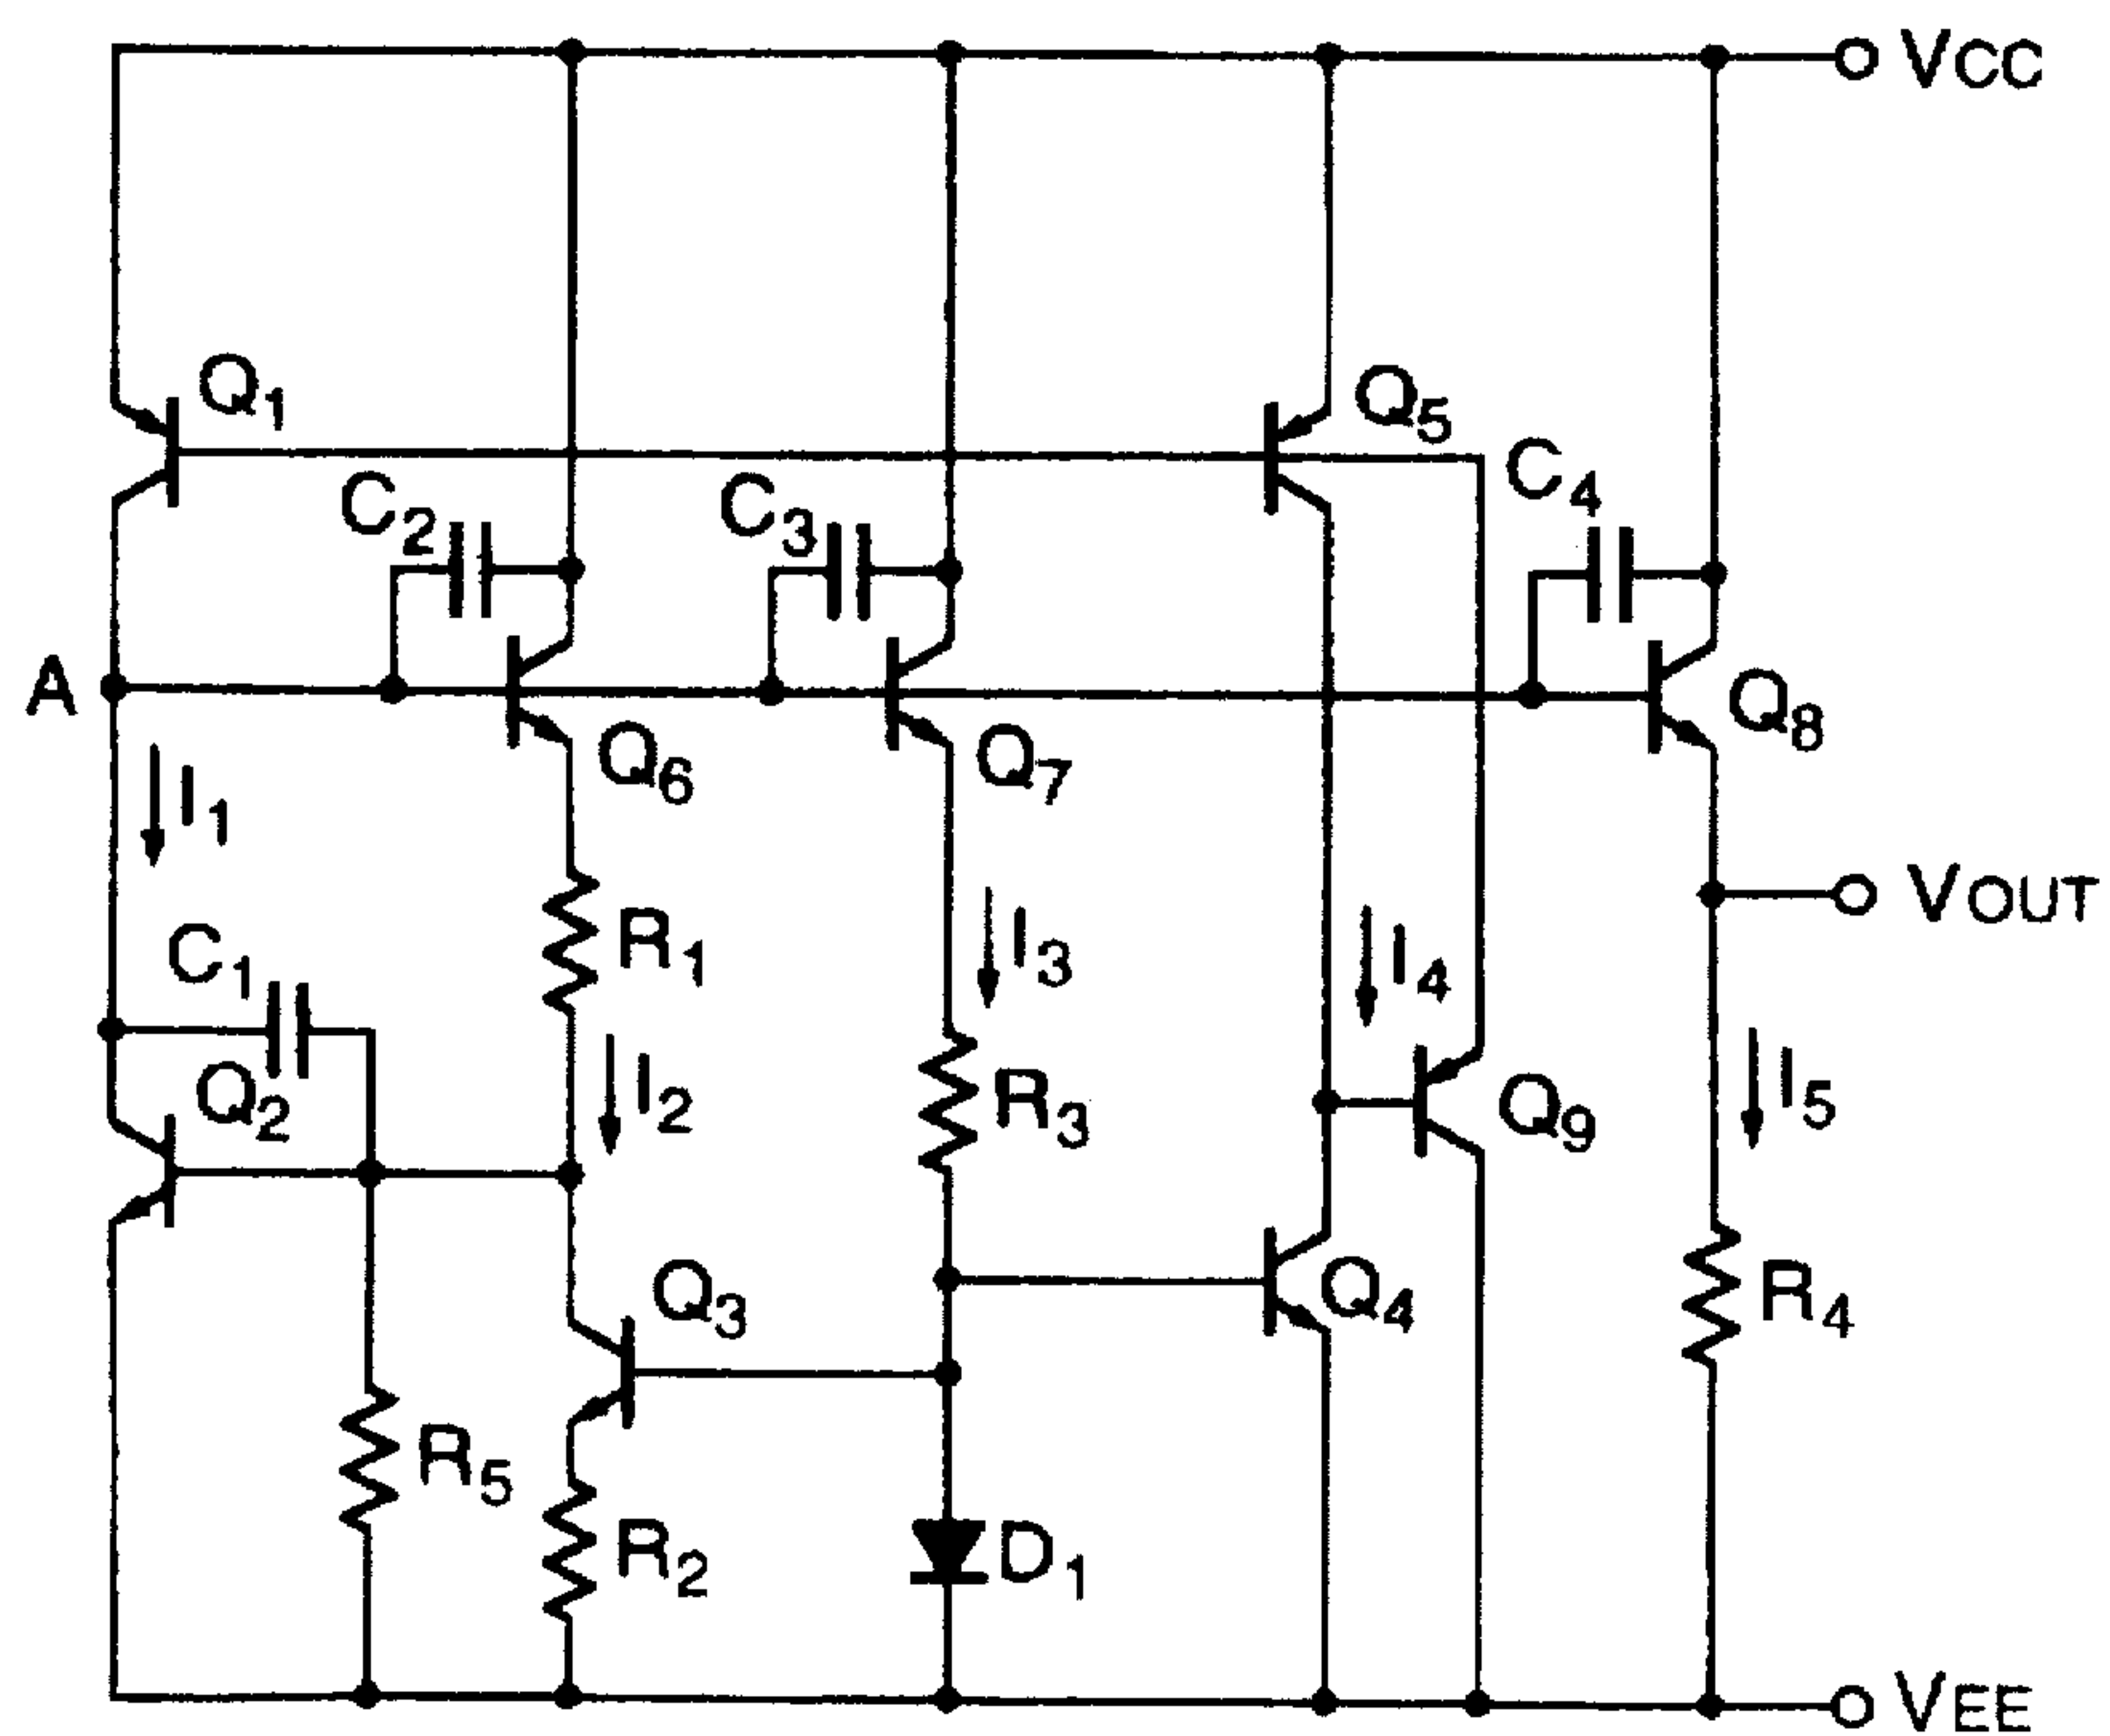 VCC
Q1
Q5
C2
C3
C4
A
Q6
Q7
Q8
I1
VOUT
C1
R1
I3
I4
Q2
I2
R3
Q9
I5
Q3
Q4
R4
R5
R2
D1
VEE